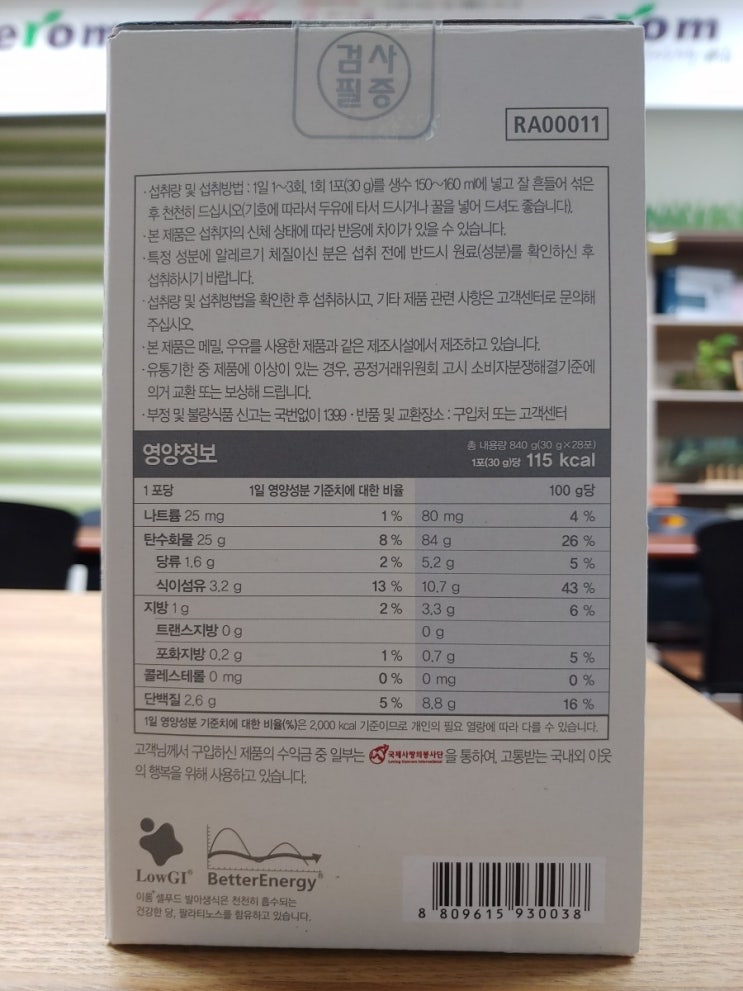 erom
om
검사
필증
RA00011
· 섭취량 및 섭취방법 : 1일 1~3회, 1회 1포(30 g)를 생수 150~160 ml에 넣고 잘 흔들어 섞은
후 천천히 드십시오(기호에 따라서 두유에 타서 드시거나 꿀을 넣어 드셔도 좋습니다).
· 본 제품은 섭취자의 신체 상태에 따라 반응에 차이가 있을 수 있습니다.
· 특정 성분에 알레르기 체질이신 분은 섭취 전에 반드시 원료(성분)를 확인하신 후
섭취하시기 바랍니다.
· 섭취량 및 섭취방법을 확인한 후 섭취하시고, 기타 제품 관련 사항은 고객센터로 문의해
주십시오.
· 본 제품은 메밀, 우유를 사용한 제품과 같은 제조시설에서 제조하고 있습니다.
· 유통기한 중 제품에 이상이 있는 경우, 공정거래위원회 고시 소비자분쟁해결기준에
의거 교환 또는 보상해 드립니다.
· 부정 및 불량식품 신고는 국번없이 1399 · 반품 및 교환장소 : 구입처 또는 고객센터
영양정보 총 내용량 840 g(30 g×28포)
1포(30 g)당 115 kcal
1 포당 1일 영양성분 기준치에 대한 비율 100 g당
나트륨 25 mg 1 % 80 mg 4 %
탄수화물 25 g 8 % 84 g 26 %
당류 1.6 g 2 % 5.2 g 5 %
식이섬유 3.2 g 13 % 10.7 g 43 %
지방 1 g 2 % 3.3 g 6 %
트랜스지방 0 g 0 g
포화지방 0.2 g 1 % 0.7 g 5 %
콜레스테롤 0 mg 0 % 0 mg 0 %
단백질 2.6 g 5 % 8.8 g 16 %
1일 영양성분 기준치에 대한 비율(%)은 2,000 kcal 기준이므로 개인의 필요 열량에 따라 다를 수 있습니다.
고객님께서 구입하신 제품의 수익금 중 일부는 국제사랑의봉사단 을 통하여, 고통받는 국내외 이웃
의 행복을 위해 사용하고 있습니다.
LowGI® BetterEnergy®
이롬 셀푸드 발아생식은 천천히 흡수되는
건강한 당, 팔라티노스를 함유하고 있습니다.
8 809615 930038